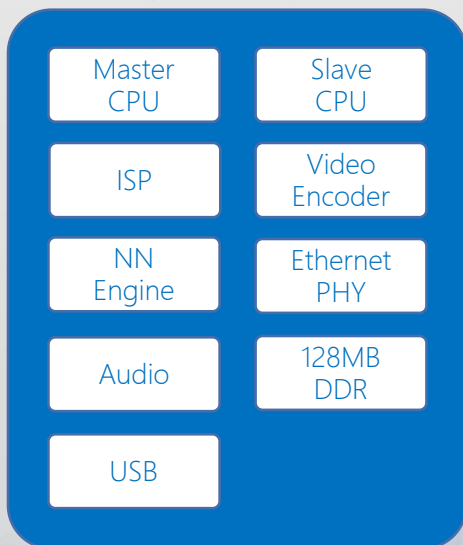 Master
CPU
Slave
CPU
ISP
Video
Encoder
NN
Engine
Ethernet
PHY
Audio
128MB
DDR
USB